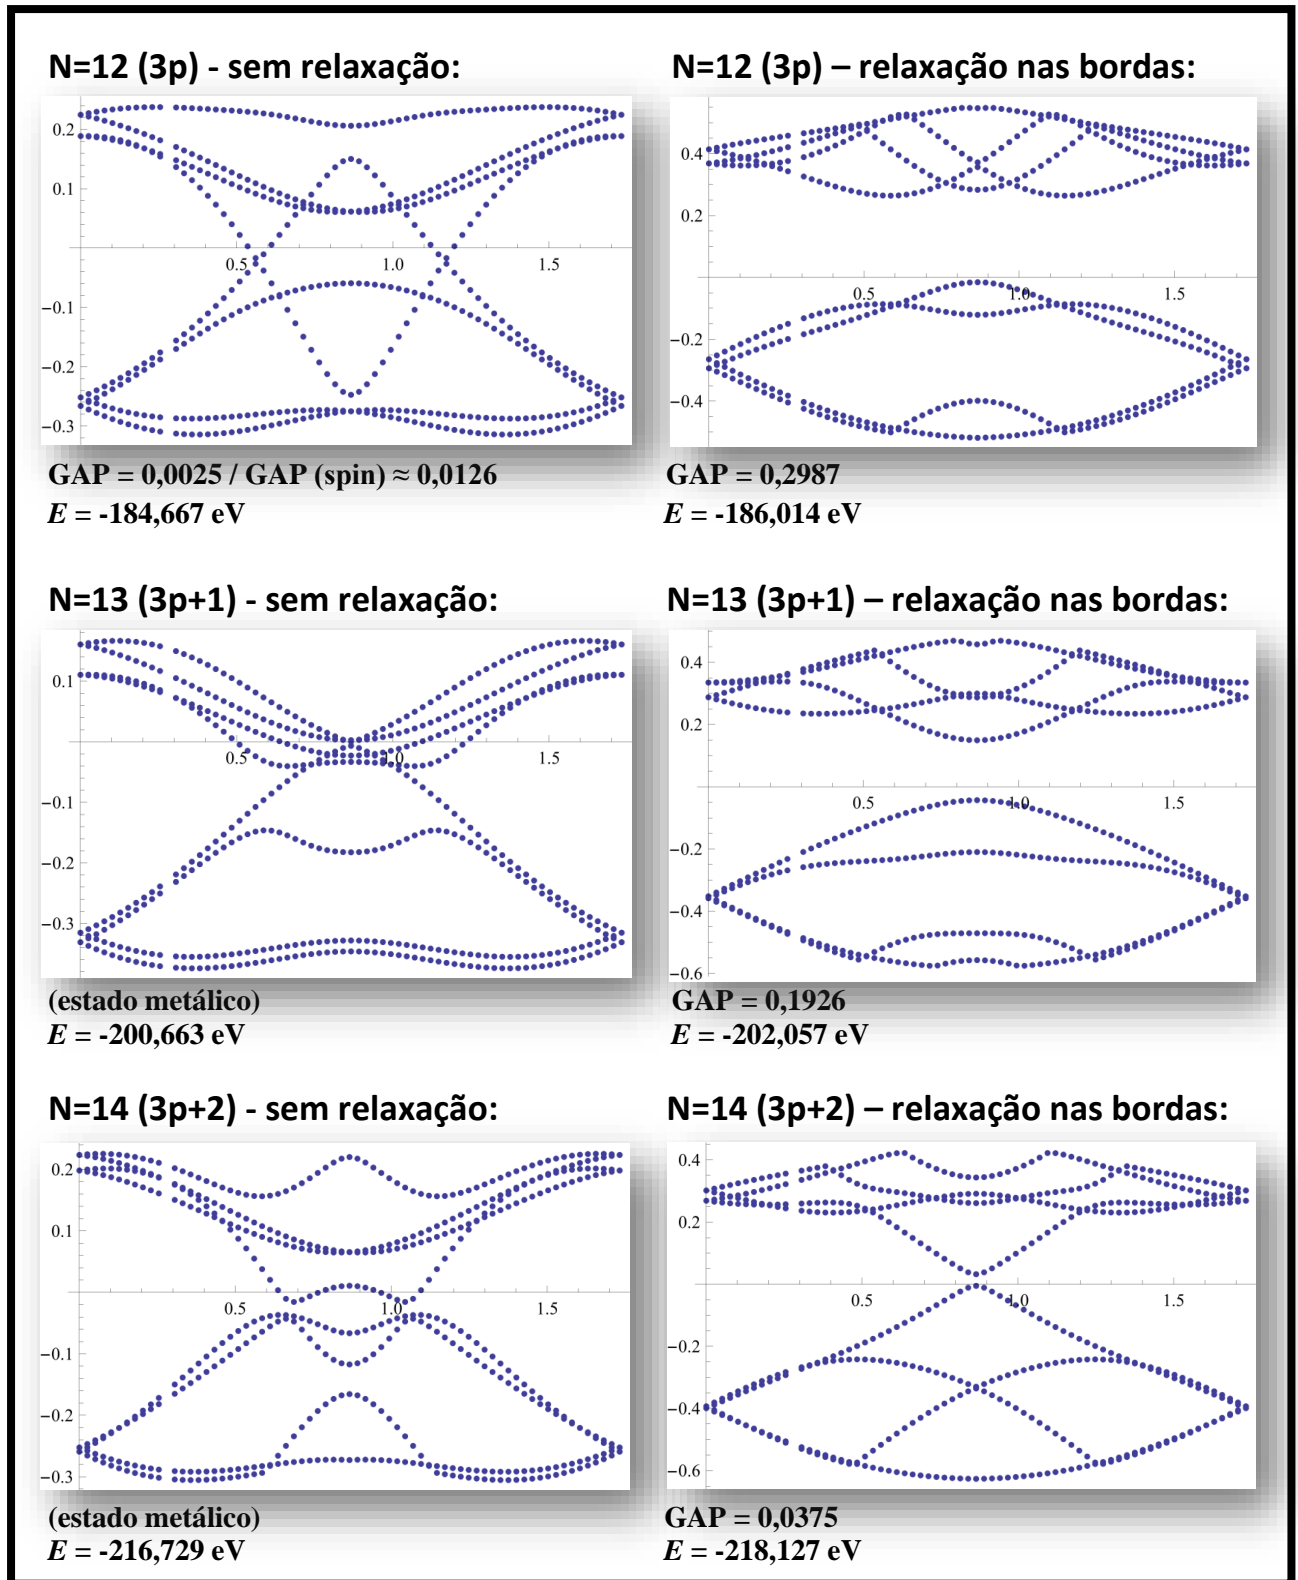 N=12 (3p) - sem relaxação:
0.2
0.1
0.5
1.0
1.5
−0.1
−0.2
−0.3
GAP = 0,0025 / GAP (spin) ≈ 0,0126
E = -184,667 eV
N=12 (3p) – relaxação nas bordas:
0.4
0.2
0.5
1.0
1.5
−0.2
−0.4
GAP = 0,2987
E = -186,014 eV
N=13 (3p+1) - sem relaxação:
0.1
0.5
1.0
1.5
−0.1
−0.2
−0.3
(estado metálico)
E = -200,663 eV
N=13 (3p+1) – relaxação nas bordas:
0.4
0.2
0.5
1.0
1.5
−0.2
−0.4
−0.6
GAP = 0,1926
E = -202,057 eV
N=14 (3p+2) - sem relaxação:
0.2
0.1
0.5
1.0
1.5
−0.1
−0.2
−0.3
(estado metálico)
E = -216,729 eV
N=14 (3p+2) – relaxação nas bordas:
0.4
0.2
0.5
1.0
1.5
−0.2
−0.4
−0.6
GAP = 0,0375
E = -218,127 eV